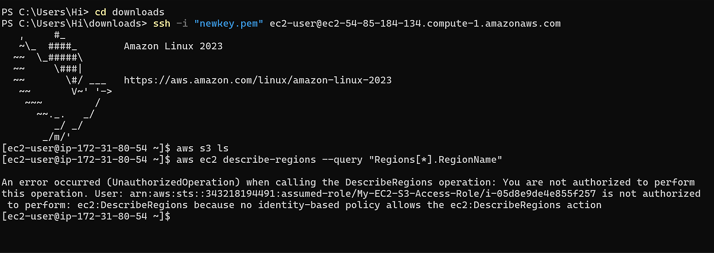 PS C:\Users\Hi> cd downloads
PS C:\Users\Hi\downloads> ssh -i "newkey.pem" ec2-user@ec2-54-85-184-134.compute-1.amazonaws.com
   ,     #_
   ~\_  ####_        Amazon Linux 2023
  ~~  \_#####\
  ~~     \###|
  ~~       \#/ ___   https://aws.amazon.com/linux/amazon-linux-2023
   ~~       V~' '->
    ~~~         /
      ~~._.   _/
         _/ _/
       _/m/'
[ec2-user@ip-172-31-80-54 ~]$ aws s3 ls
[ec2-user@ip-172-31-80-54 ~]$ aws ec2 describe-regions --query "Regions[*].RegionName"

An error occurred (UnauthorizedOperation) when calling the DescribeRegions operation: You are not authorized to perform
this operation. User: arn:aws:sts::343218194491:assumed-role/My-EC2-S3-Access-Role/i-05d8e9de4e855f257 is not authorized
 to perform: ec2:DescribeRegions because no identity-based policy allows the ec2:DescribeRegions action
[ec2-user@ip-172-31-80-54 ~]$